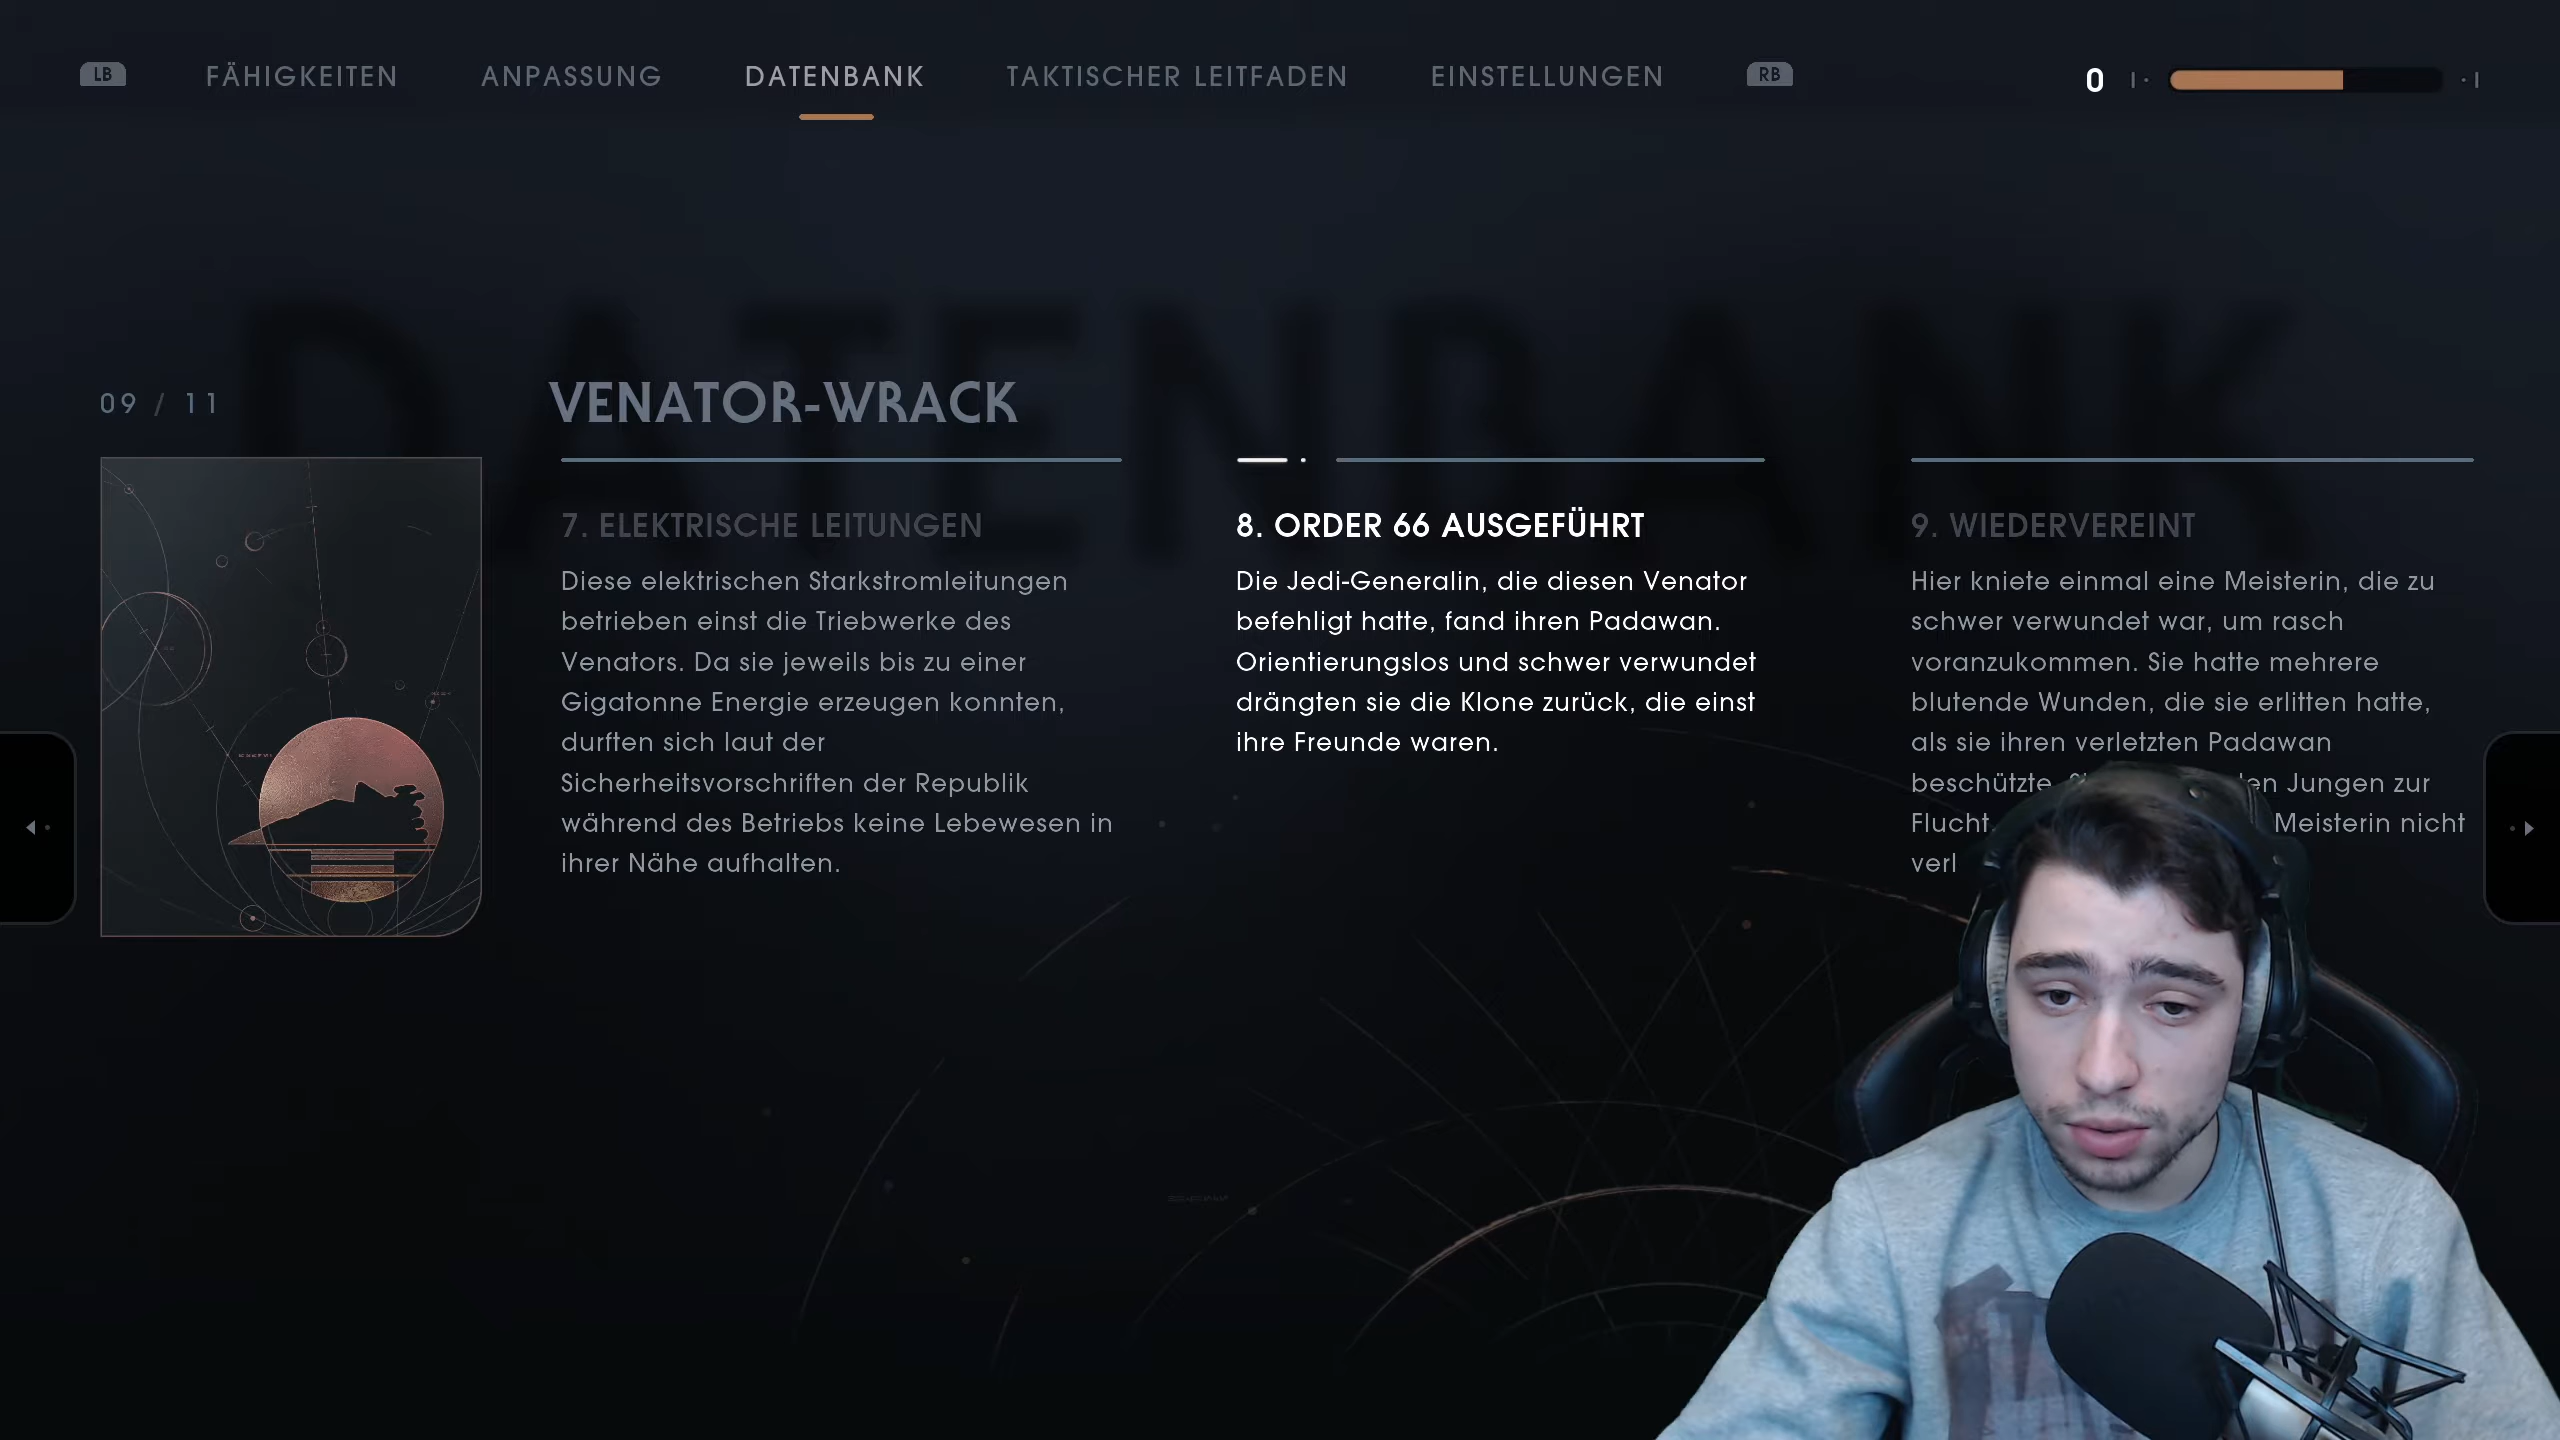 LB FÄHIGKEITEN ANPASSUNG DATENBANK TAKTISCHER LEITFADEN EINSTELLUNGEN RB 0
DATENBANK
09 / 11
VENATOR-WRACK
7. ELEKTRISCHE LEITUNGEN
Diese elektrischen Starkstromleitungen
betrieben einst die Triebwerke des
Venators. Da sie jeweils bis zu einer
Gigatonne Energie erzeugen konnten,
durften sich laut der
Sicherheitsvorschriften der Republik
während des Betriebs keine Lebewesen in
ihrer Nähe aufhalten.
8. ORDER 66 AUSGEFÜHRT
Die Jedi-Generalin, die diesen Venator
befehligt hatte, fand ihren Padawan.
Orientierungslos und schwer verwundet
drängten sie die Klone zurück, die einst
ihre Freunde waren.
9. WIEDERVEREINT
Hier kniete einmal eine Meisterin, die zu
schwer verwundet war, um rasch
voranzukommen. Sie hatte mehrere
blutende Wunden, die sie erlitten hatte,
als sie ihren verletzten Padawan
beschützte. Jungen zur
Flucht. Meisterin nicht